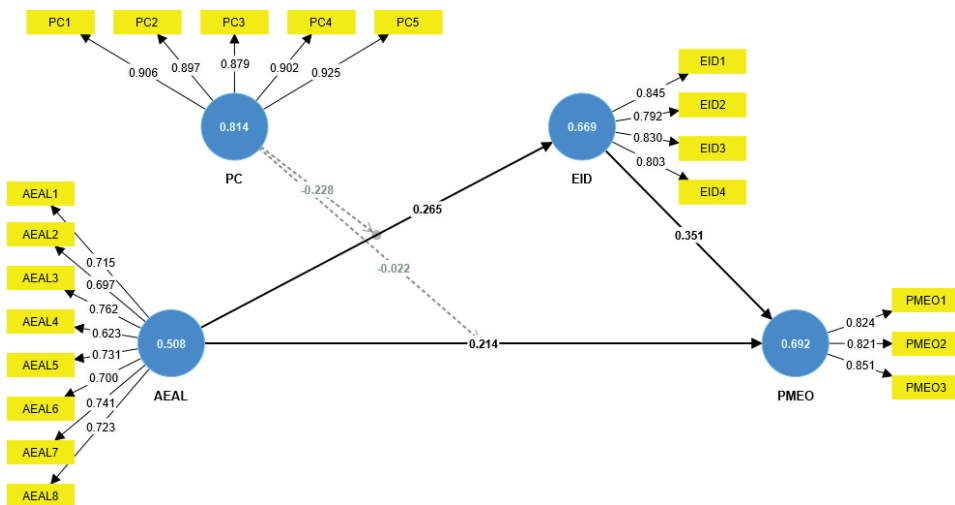 PC1 PC2 PC3 PC4 PC5
0.906 0.897 0.879 0.902 0.925
0.814
PC
EID1
EID2
EID3
EID4
0.845
0.792
0.830
0.803
0.669
EID
-0.228
0.265
-0.022
0.351
AEAL1
AEAL2
AEAL3
AEAL4
AEAL5
AEAL6
AEAL7
AEAL8
0.715
0.697
0.762
0.623
0.731
0.700
0.741
0.723
0.508
AEAL
0.214
0.692
PMEO
0.824
0.821
0.851
PMEO1
PMEO2
PMEO3